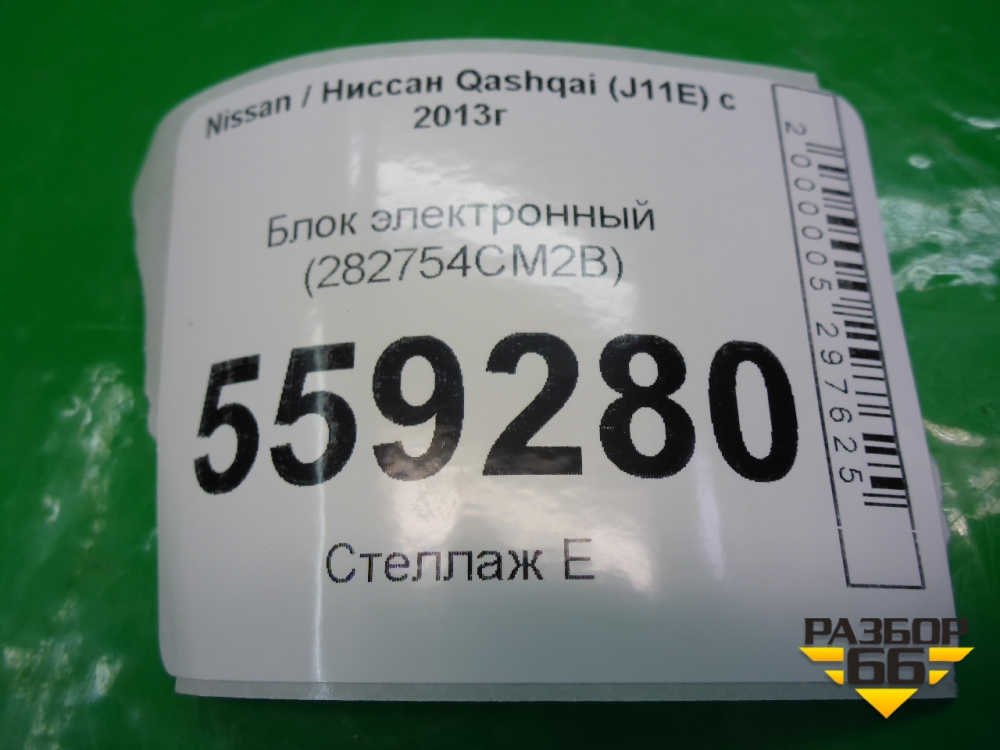 Nissan / Ниссан Qashqai (J11E) с
2013г
Блок электронный
(282754CM2B)
559280
Стеллаж Е
2000005297625
РАЗБОР
66